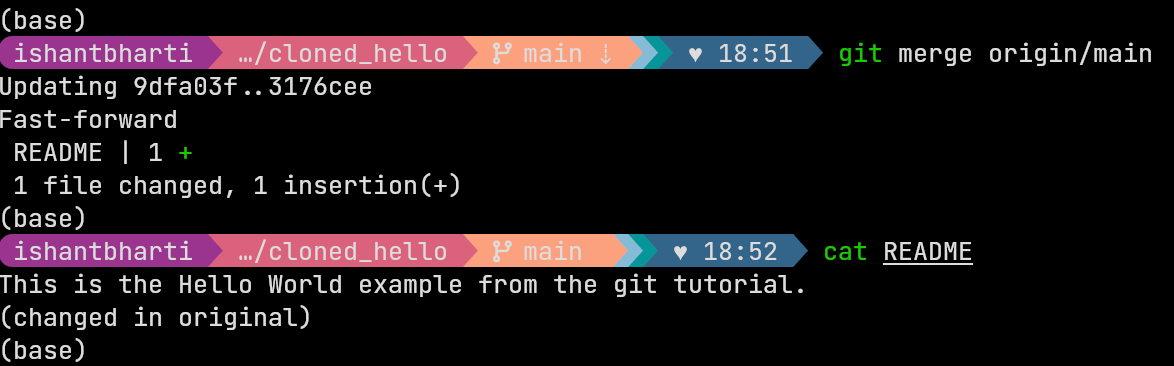 (base)
ishantbharti …/cloned_hello main ⇣ ♥ 18:51 git merge origin/main
Updating 9dfa03f..3176cee
Fast-forward
README | 1 +
1 file changed, 1 insertion(+)
(base)
ishantbharti …/cloned_hello main ♥ 18:52 cat README
This is the Hello World example from the git tutorial.
(changed in original)
(base)